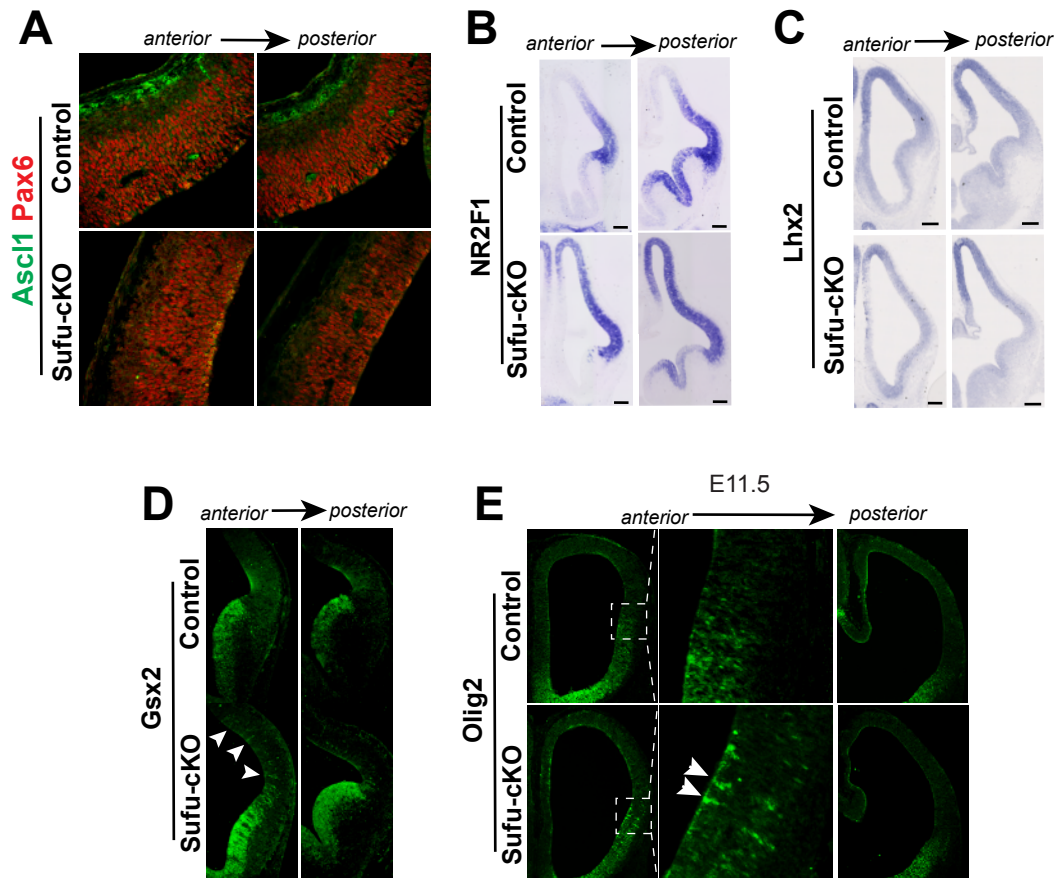 A
anterior posterior
Ascl1 Pax6
Control
Sufu-cKO
B
anterior posterior
NR2F1
Control
Sufu-cKO
C
anterior posterior
Lhx2
Control
Sufu-cKO
D
anterior posterior
Gsx2
Control
Sufu-cKO
E
E11.5
anterior posterior
Olig2
Control
Sufu-cKO